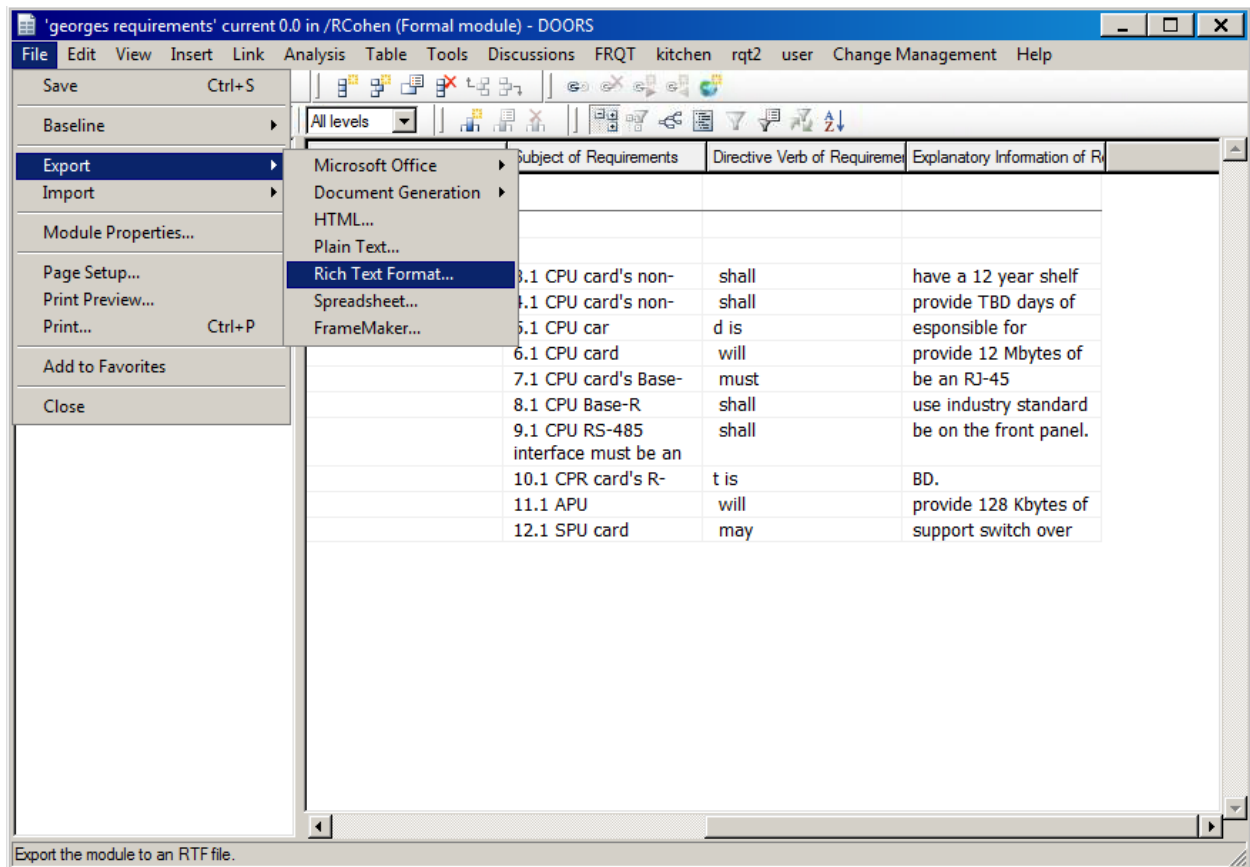 'georges requirements' current 0.0 in /RCohen (Formal module) - DOORS
File Edit View Insert Link Analysis Table Tools Discussions FRQT kitchen rqt2 user Change Management Help
Save Ctrl+S
Baseline
Export
Import
Module Properties...
Page Setup...
Print Preview...
Print... Ctrl+P
Add to Favorites
Close
Microsoft Office
Document Generation
HTML...
Plain Text...
Rich Text Format...
Spreadsheet...
FrameMaker...
All levels
Subject of Requirements Directive Verb of Requiremen Explanatory Information of R
3.1 CPU card's non- shall have a 12 year shelf
4.1 CPU card's non- shall provide TBD days of
5.1 CPU car d is esponsible for
6.1 CPU card will provide 12 Mbytes of
7.1 CPU card's Base- must be an RJ-45
8.1 CPU Base-R shall use industry standard
9.1 CPU RS-485 shall be on the front panel.
interface must be an
10.1 CPR card's R- t is BD.
11.1 APU will provide 128 Kbytes of
12.1 SPU card may support switch over
Export the module to an RTF file.